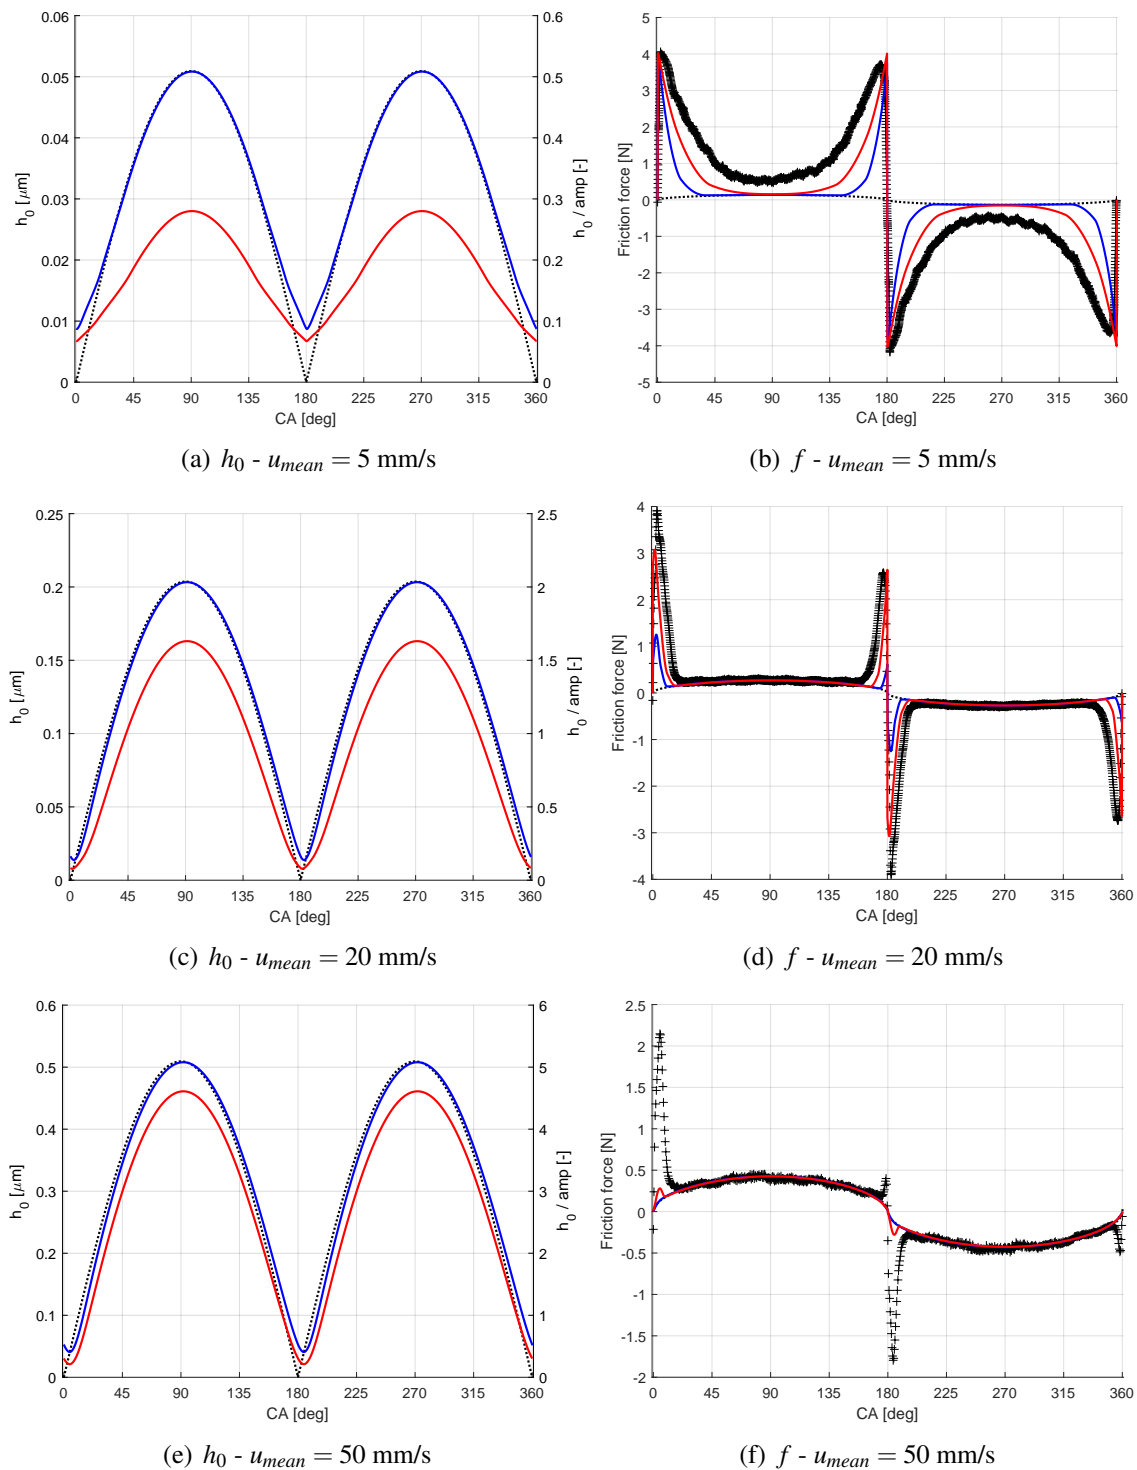 0.06
0.05
0.04
0.03
0.02
0.01
0
h0 [μm]
0.6
0.5
0.4
0.3
0.2
0.1
0
h0 / amp [-]
0 45 90 135 180 225 270 315 360
CA [deg]
(a) h0 - umean = 5 mm/s
5
4
3
2
1
0
-1
-2
-3
-4
-5
Friction force [N]
0 45 90 135 180 225 270 315 360
CA [deg]
(b) f - umean = 5 mm/s
0.25
0.2
0.15
0.1
0.05
0
h0 [μm]
2.5
2
1.5
1
0.5
0
h0 / amp [-]
0 45 90 135 180 225 270 315 360
CA [deg]
(c) h0 - umean = 20 mm/s
4
3
2
1
0
-1
-2
-3
-4
Friction force [N]
0 45 90 135 180 225 270 315 360
CA [deg]
(d) f - umean = 20 mm/s
0.6
0.5
0.4
0.3
0.2
0.1
0
h0 [μm]
6
5
4
3
2
1
0
h0 / amp [-]
0 45 90 135 180 225 270 315 360
CA [deg]
(e) h0 - umean = 50 mm/s
2.5
2
1.5
1
0.5
0
-0.5
-1
-1.5
-2
Friction force [N]
0 45 90 135 180 225 270 315 360
CA [deg]
(f) f - umean = 50 mm/s